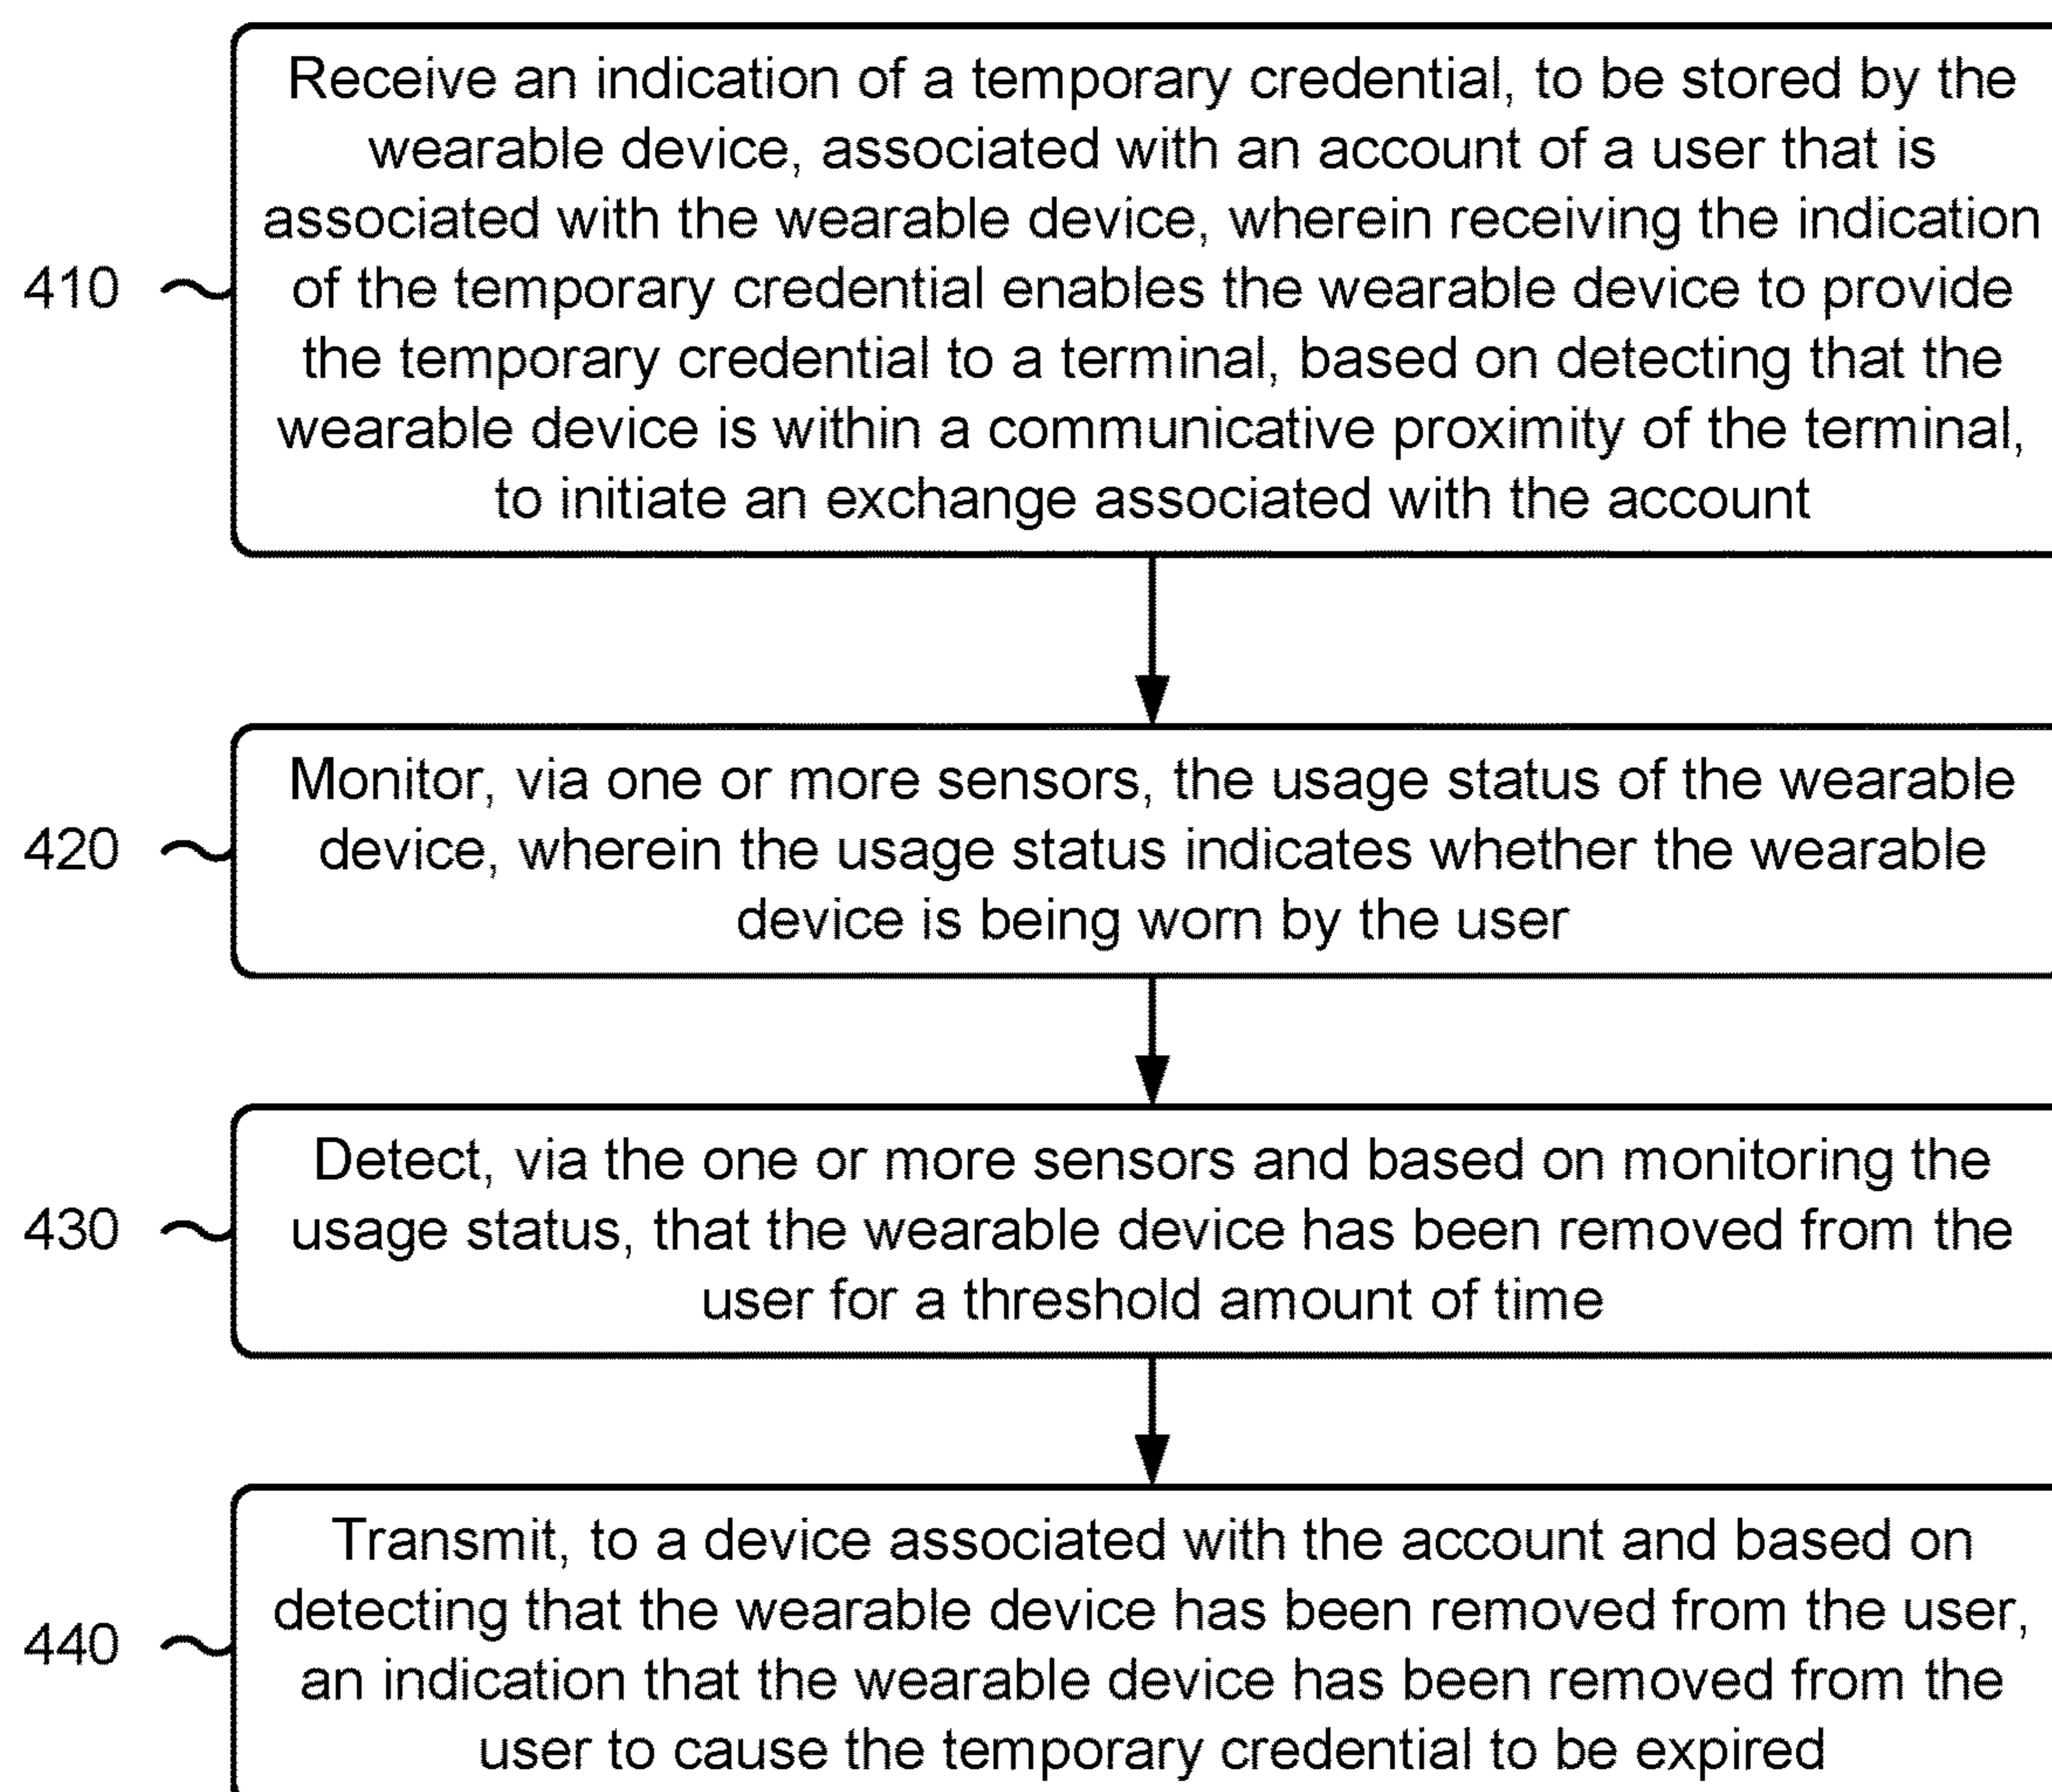 Receive an indication of a temporary credential, to be stored by the
wearable device, associated with an account of a user that is
associated with the wearable device, wherein receiving the indication
410 of the temporary credential enables the wearable device to provide
the temporary credential to a terminal, based on detecting that the
wearable device is within a communicative proximity of the terminal,
to initiate an exchange associated with the account
Monitor, via one or more sensors, the usage status of the wearable
420 device, wherein the usage status indicates whether the wearable
device is being worn by the user
Detect, via the one or more sensors and based on monitoring the
430 usage status, that the wearable device has been removed from the
user for a threshold amount of time
Transmit, to a device associated with the account and based on
detecting that the wearable device has been removed from the user,
440 an indication that the wearable device has been removed from the
user to cause the temporary credential to be expired